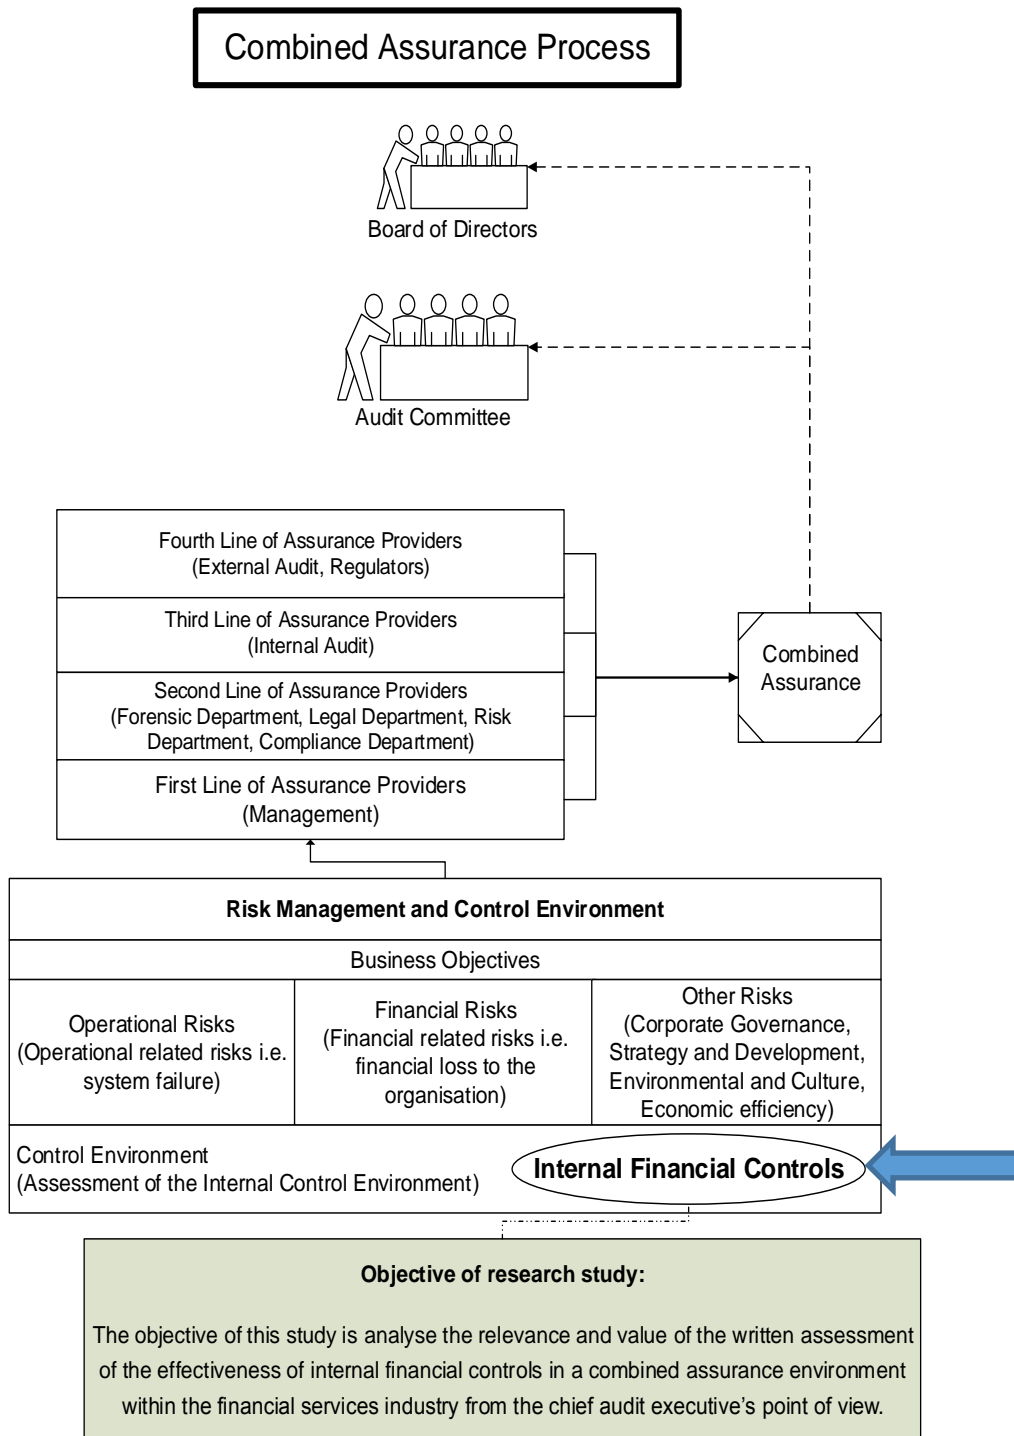 Combined Assurance Process
Board of Directors
Audit Committee
Fourth Line of Assurance Providers
(External Audit, Regulators)
Third Line of Assurance Providers
(Internal Audit)
Second Line of Assurance Providers
(Forensic Department, Legal Department, Risk
Department, Compliance Department)
First Line of Assurance Providers
(Management)
Combined
Assurance
Risk Management and Control Environment
Business Objectives
Operational Risks
(Operational related risks i.e.
system failure)
Financial Risks
(Financial related risks i.e.
financial loss to the
organisation)
Other Risks
(Corporate Governance,
Strategy and Development,
Environmental and Culture,
Economic efficiency)
Control Environment
(Assessment of the Internal Control Environment)
Internal Financial Controls
Objective of research study:
The objective of this study is analyse the relevance and value of the written assessment
of the effectiveness of internal financial controls in a combined assurance environment
within the financial services industry from the chief audit executive's point of view.